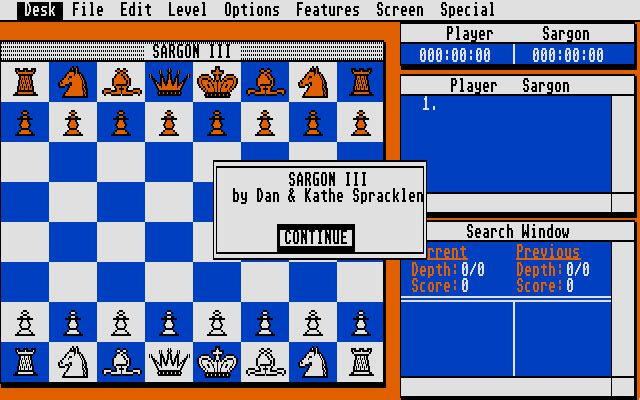 Desk File Edit Level Options Features Screen Special
SARGON III
Player Sargon
000:00:00 000:00:00
Player Sargon
1.
SARGON III
by Dan & Kathe Spracklen
CONTINUE
Search Window
rrent Previous
Depth:0/0 Depth:0/0
Score:0 Score:0